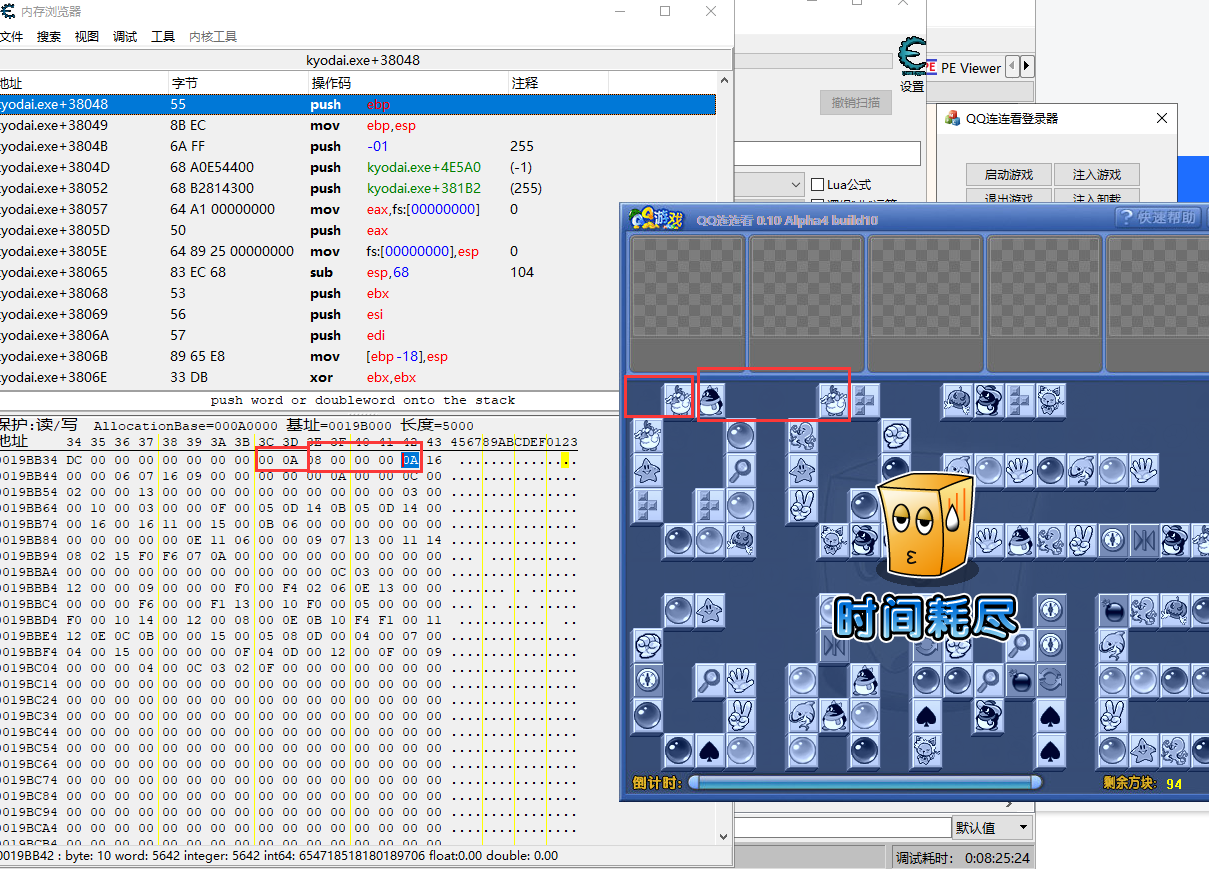 内存浏览器
文件 搜索 视图 调试 工具 内核工具
kyodai.exe+38048
地址 字节 操作码 注释
kyodai.exe+38048 55 push ebp
kyodai.exe+38049 8B EC mov ebp,esp
kyodai.exe+3804B 6A FF push -01 255
kyodai.exe+3804D 68 A0E54400 push kyodai.exe+4E5A0 (-1)
kyodai.exe+38052 68 B2814300 push kyodai.exe+381B2 (255)
kyodai.exe+38057 64 A1 00000000 mov eax,fs:[00000000] 0
kyodai.exe+3805D 50 push eax
kyodai.exe+3805E 64 89 25 00000000 mov fs:[00000000],esp 0
kyodai.exe+38065 83 EC 68 sub esp,68 104
kyodai.exe+38068 53 push ebx
kyodai.exe+38069 56 push esi
kyodai.exe+3806A 57 push edi
kyodai.exe+3806B 89 65 E8 mov [ebp-18],esp
kyodai.exe+3806E 33 DB xor ebx,ebx
push word or doubleword onto the stack
保护:读/写 AllocationBase=000A0000 基址=0019B000 长度=5000
地址 34 35 36 37 38 39 3A 3B 3C 3D 3E 3F 40 41 42 43 456789ABCDEF0123
0019BB34 DC 00 00 00 00 00 00 00 00 0A 08 00 00 00 0A 16
0019BB44 00 00 06 07 16 09 00 00 00 00 00 0A 00 00 0C 00
0019BB54 02 00 00 13 00 00 00 00 00 00 00 00 00 00 03 00
0019BB64 00 10 00 03 00 00 0F 00 05 0D 14 0B 05 0D 14 00
0019BB74 00 16 00 16 11 00 15 00 0B 06 00 00 00 00 00 00
0019BB84 00 00 00 00 00 0E 11 06 00 00 09 07 13 00 11 14
0019BB94 08 02 15 F0 F6 07 0A 00 00 00 00 00 00 00 00 00
0019BBA4 00 00 00 00 00 00 00 00 00 00 00 0C 03 00 00 00
0019BBB4 12 00 00 09 00 00 00 F0 00 F4 02 06 0E 13 00 00
0019BBC4 00 00 00 F6 00 00 F1 13 00 10 F0 00 05 00 00 00
0019BBD4 F0 00 10 14 00 12 00 08 00 0E 0B 10 F4 F1 00 11
0019BBE4 12 0E 0C 0B 00 00 15 00 05 08 0D 00 04 00 07 00
0019BBF4 04 00 15 00 00 00 00 0F 04 0D 00 12 00 0F 00 09
0019BC04 00 00 00 04 00 0C 03 02 0F 00 00 00 00 00 00 00
0019BC14 00 00 00 00 00 00 00 00 00 00 00 00 00 00 00 00
0019BC24 00 00 00 00 00 00 00 00 00 00 00 00 00 00 00 00
0019BC34 00 00 00 00 00 00 00 00 00 00 00 00 00 00 00 00
0019BC44 00 00 00 00 00 00 00 00 00 00 00 00 00 00 00 00
0019BC54 00 00 00 00 00 00 00 00 00 00 00 00 00 00 00 00
0019BC64 00 00 00 00 00 00 00 00 00 00 00 00 00 00 00 00
0019BC74 00 00 00 00 00 00 00 00 00 00 00 00 00 00 00 00
0019BC84 00 00 00 00 00 00 00 00 00 00 00 00 00 00 00 00
0019BC94 00 00 00 00 00 00 00 00 00 00 00 00 00 00 00 00
0019BCA4 00 00 00 00 00 00 00 00 00 00 00 00 00 00 00 00
0019BB42 : byte: 10 word: 5642 integer: 5642 int64: 654718518180189706 float:0.00 double: 0.00
PE Viewer
设置
撤销扫描
Lua公式
QQ连连看登录器
启动游戏 注入游戏
退出游戏 注入卸载
QQ游戏
QQ连连看 0.10 Alpha4 build10
? 快速帮助
时间耗尽
倒计时:
剩余方块: 94
默认值
调试耗时: 0:08:25:24